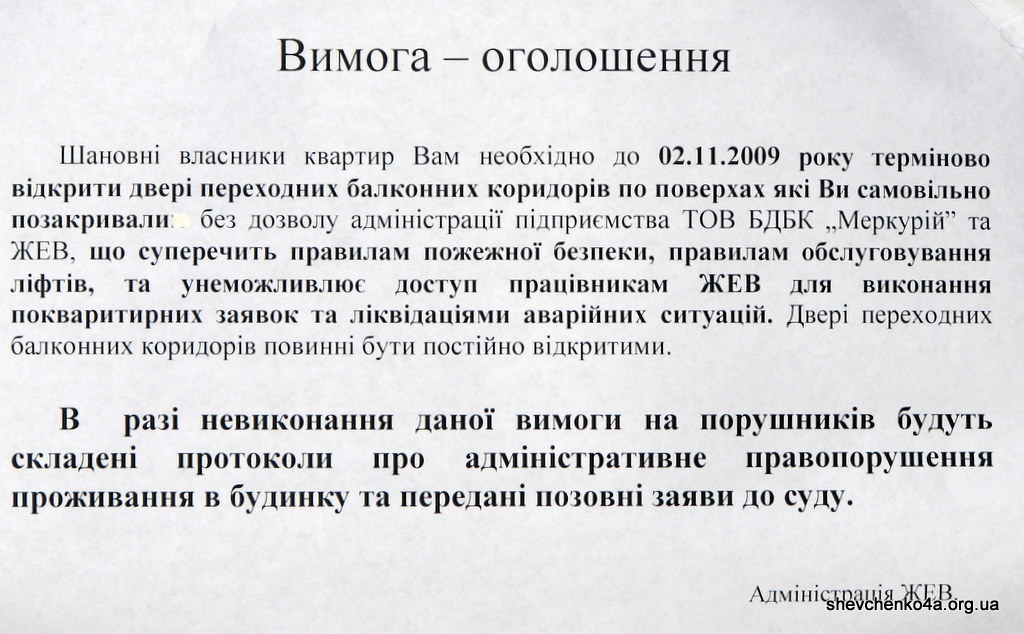 Вимога – оголошення
Шановні власники квартир Вам необхідно до 02.11.2009 року терміново
відкрити двері переходних балконних коридорів по поверхах які Ви самовільно
позакривали без дозволу адміністрації підприємства ТОВ БДБК „Меркурій” та
ЖЕВ, що суперечить правилам пожежної безпеки, правилам обслуговування
ліфтів, та унеможливлює доступ працівникам ЖЕВ для виконання
покваритирних заявок та ліквідаціями аварійних ситуацій. Двері переходних
балконних коридорів повинні бути постійно відкритими.
В разі невиконання даної вимоги на порушників будуть
складені протоколи про адміністративне правопорушення
проживання в будинку та передані позовні заяви до суду.
Адміністрація ЖЕВ.
shevchenko4a.org.ua